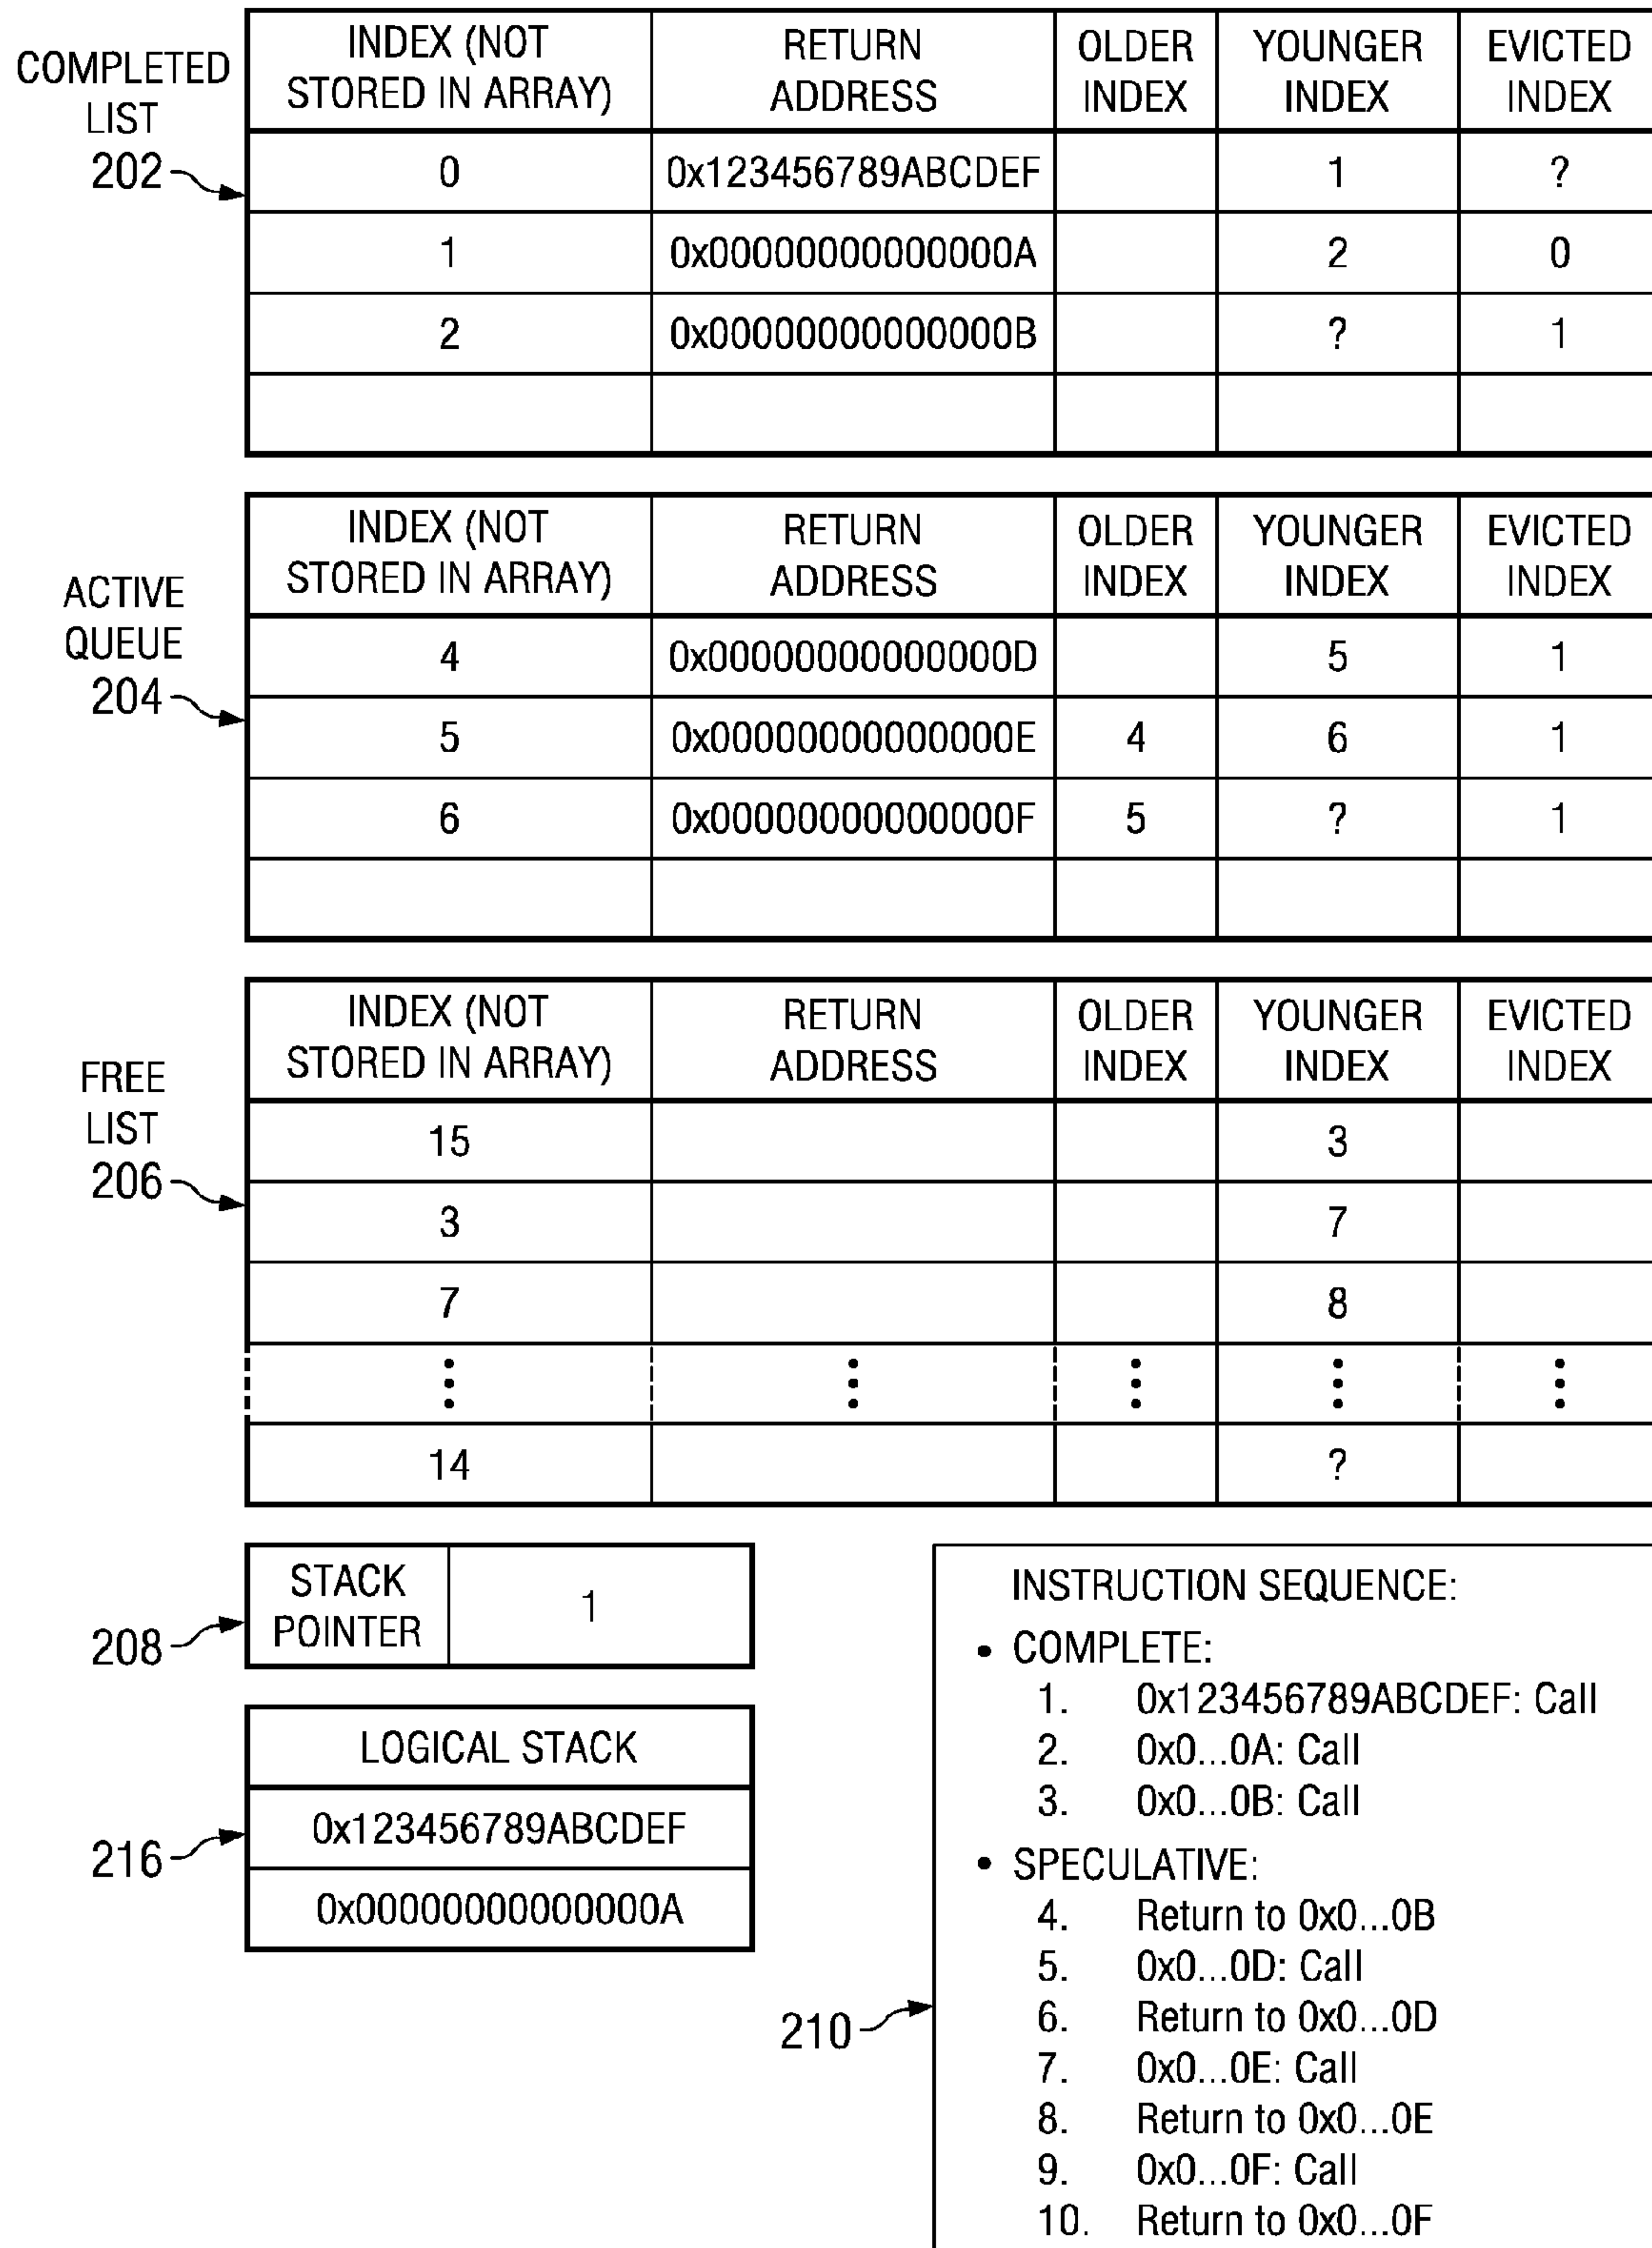 COMPLETED
LIST
202
INDEX (NOT
STORED IN ARRAY)
RETURN
ADDRESS
OLDER
INDEX
YOUNGER
INDEX
EVICTED
INDEX
0 0x123456789ABCDEF 1 ?
1 0x00000000000000A 2 0
2 0x00000000000000B ? 1
ACTIVE
QUEUE
204
INDEX (NOT
STORED IN ARRAY)
RETURN
ADDRESS
OLDER
INDEX
YOUNGER
INDEX
EVICTED
INDEX
4 0x00000000000000D 5 1
5 0x00000000000000E 4 6 1
6 0x00000000000000F 5 ? 1
FREE
LIST
206
INDEX (NOT
STORED IN ARRAY)
RETURN
ADDRESS
OLDER
INDEX
YOUNGER
INDEX
EVICTED
INDEX
15 3
3 7
7 8
14 ?
208
STACK
POINTER
1
216
LOGICAL STACK
0x123456789ABCDEF
0x00000000000000A
210
INSTRUCTION SEQUENCE:
• COMPLETE:
1. 0x123456789ABCDEF: Call
2. 0x0...0A: Call
3. 0x0...0B: Call
• SPECULATIVE:
4. Return to 0x0...0B
5. 0x0...0D: Call
6. Return to 0x0...0D
7. 0x0...0E: Call
8. Return to 0x0...0E
9. 0x0...0F: Call
10. Return to 0x0...0F